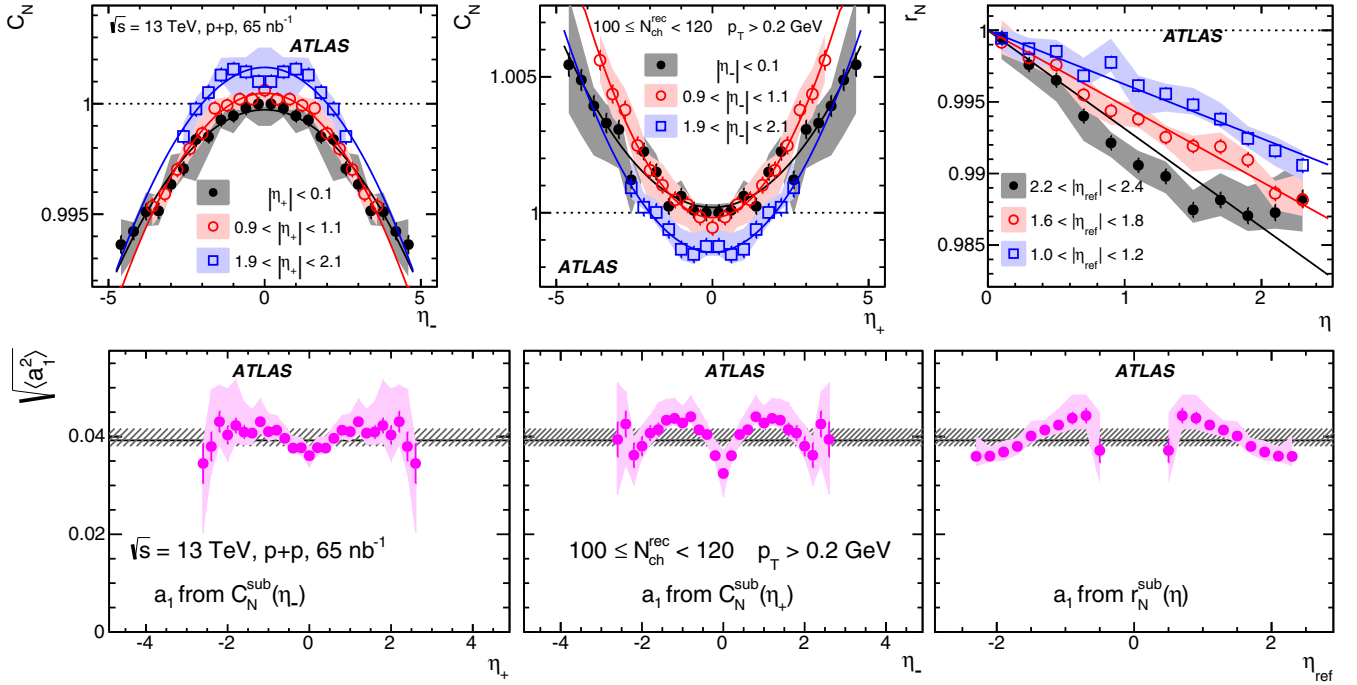 C_N
√s = 13 TeV, p+p, 65 nb⁻¹
ATLAS
1
0.995
|η₊| < 0.1
0.9 < |η₊| < 1.1
1.9 < |η₊| < 2.1
-5 0 5
η₋
C_N
100 ≤ N_ch^rec < 120 p_T > 0.2 GeV
1.005
1
|η₋| < 0.1
0.9 < |η₋| < 1.1
1.9 < |η₋| < 2.1
ATLAS
-5 0 5
η₊
r_N
ATLAS
1
0.995
0.99
0.985
2.2 < |η_ref| < 2.4
1.6 < |η_ref| < 1.8
1.0 < |η_ref| < 1.2
0 1 2
η
√⟨a₁²⟩
ATLAS
0.04
0.02
0
√s = 13 TeV, p+p, 65 nb⁻¹
a₁ from C_N^sub(η₋)
-4 -2 0 2 4
η₊
ATLAS
100 ≤ N_ch^rec < 120 p_T > 0.2 GeV
a₁ from C_N^sub(η₊)
-4 -2 0 2 4
η₋
ATLAS
a₁ from r_N^sub(η)
-2 0 2
η_ref